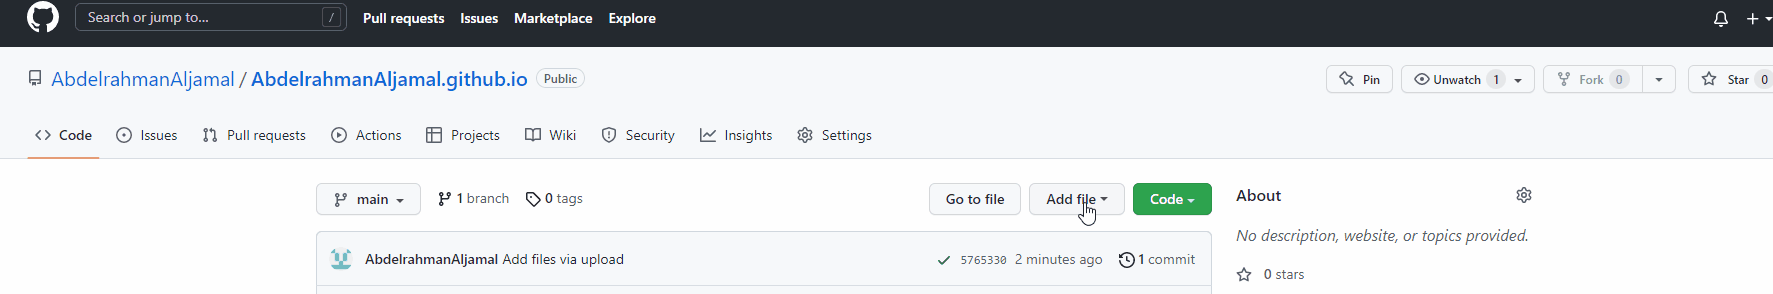 Search or jump to... /
Pull requests Issues Marketplace Explore
AbdelrahmanAljamal / AbdelrahmanAljamal.github.io Public
Pin Unwatch 1 Fork 0 Star 0
Code Issues Pull requests Actions Projects Wiki Security Insights Settings
main 1 branch 0 tags Go to file Add file Code
About
No description, website, or topics provided.
AbdelrahmanAljamal Add files via upload 5765330 2 minutes ago 1 commit
0 stars